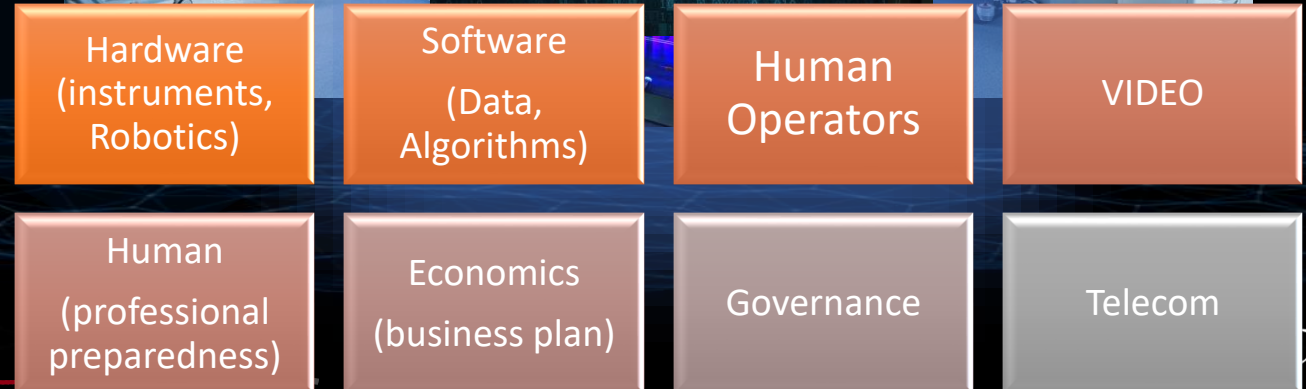 Hardware
(instruments,
Robotics)
Software
(Data,
Algorithms)
Human
Operators
VIDEO
Human
(professional
preparedness)
Economics
(business plan)
Governance
Telecom